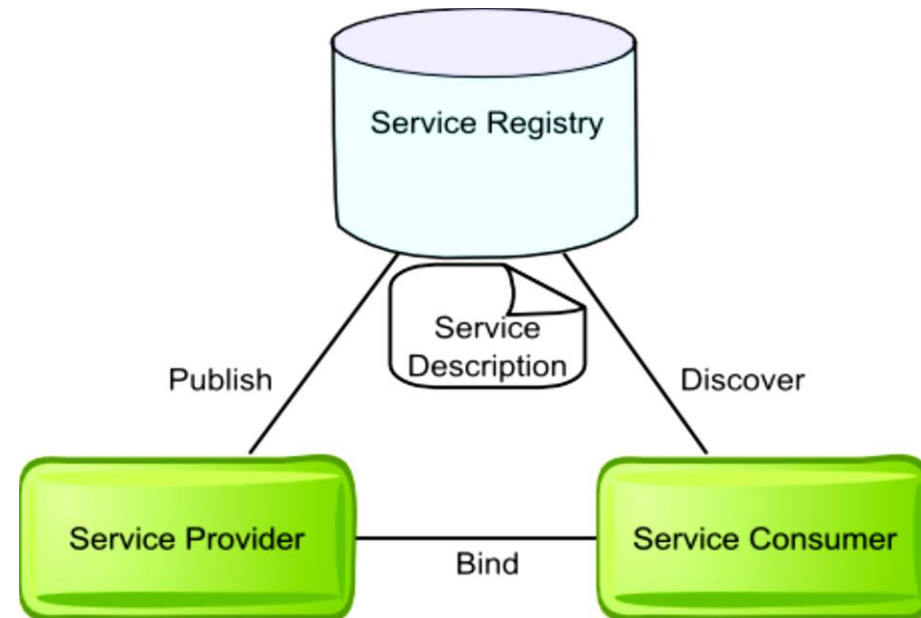 Service Registry
Service
Description
Publish
Discover
Service Provider
Bind
Service Consumer